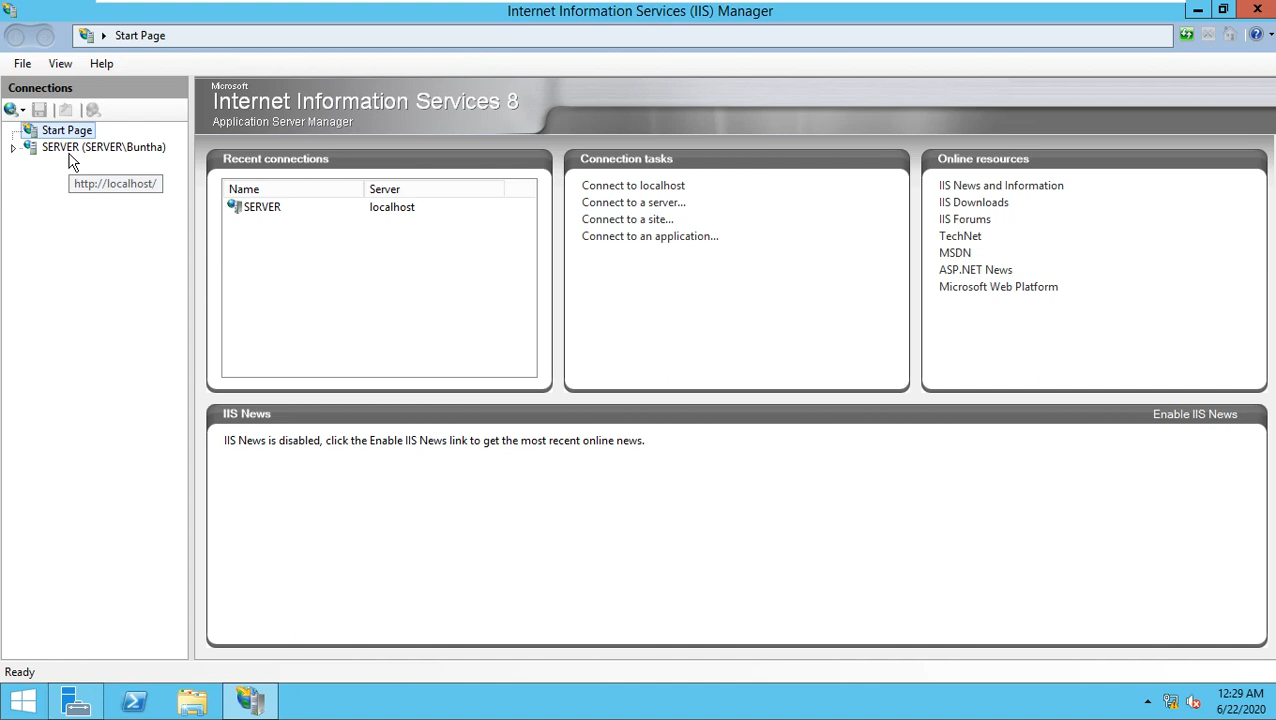 Internet Information Services (IIS) Manager
Start Page
File View Help
Connections
Start Page
SERVER (SERVER\Buntha)
http://localhost/
Microsoft
Internet Information Services 8
Application Server Manager
Recent connections
Name Server
SERVER localhost
Connection tasks
Connect to localhost
Connect to a server...
Connect to a site...
Connect to an application...
Online resources
IIS News and Information
IIS Downloads
IIS Forums
TechNet
MSDN
ASP.NET News
Microsoft Web Platform
IIS News Enable IIS News
IIS News is disabled, click the Enable IIS News link to get the most recent online news.
Ready
12:29 AM
6/22/2020